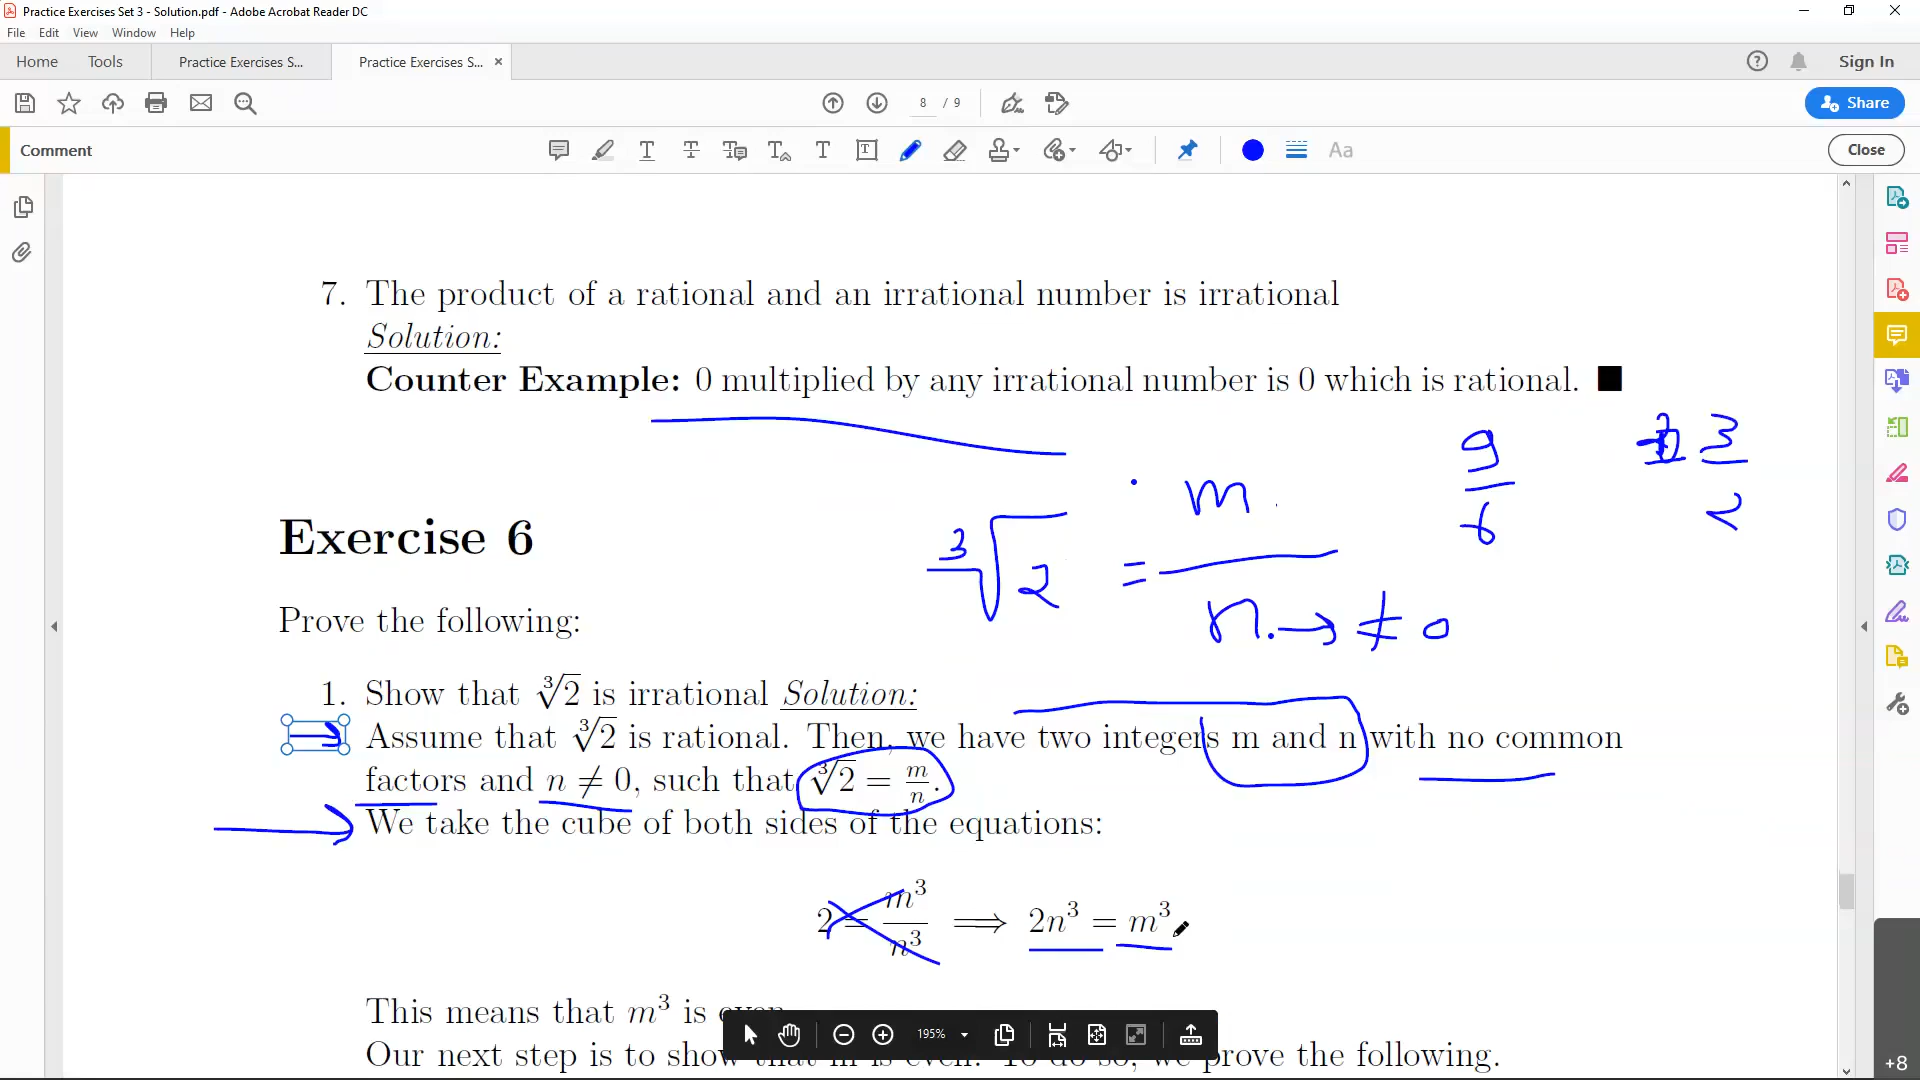 Practice Exercises Set 3 - Solution.pdf - Adobe Acrobat Reader DC
File Edit View Window Help
Home Tools Practice Exercises S... Practice Exercises S... × Sign In
8 / 9 Share
Comment Aa Close
7. The product of a rational and an irrational number is irrational
Solution:
Counter Example: 0 multiplied by any irrational number is 0 which is rational. ■
∛2 = m/n → ≠ 0
9/6
3/2
Exercise 6
Prove the following:
1. Show that ∛2 is irrational Solution:
Assume that ∛2 is rational. Then, we have two integers m and n with no common
factors and n ≠ 0, such that ∛2 = m/n.
We take the cube of both sides of the equations:
2 = m³/n³ ⟹ 2n³ = m³
This means that m³ is even
Our next step is to show that m is even. To do so, we prove the following.
195%
+8